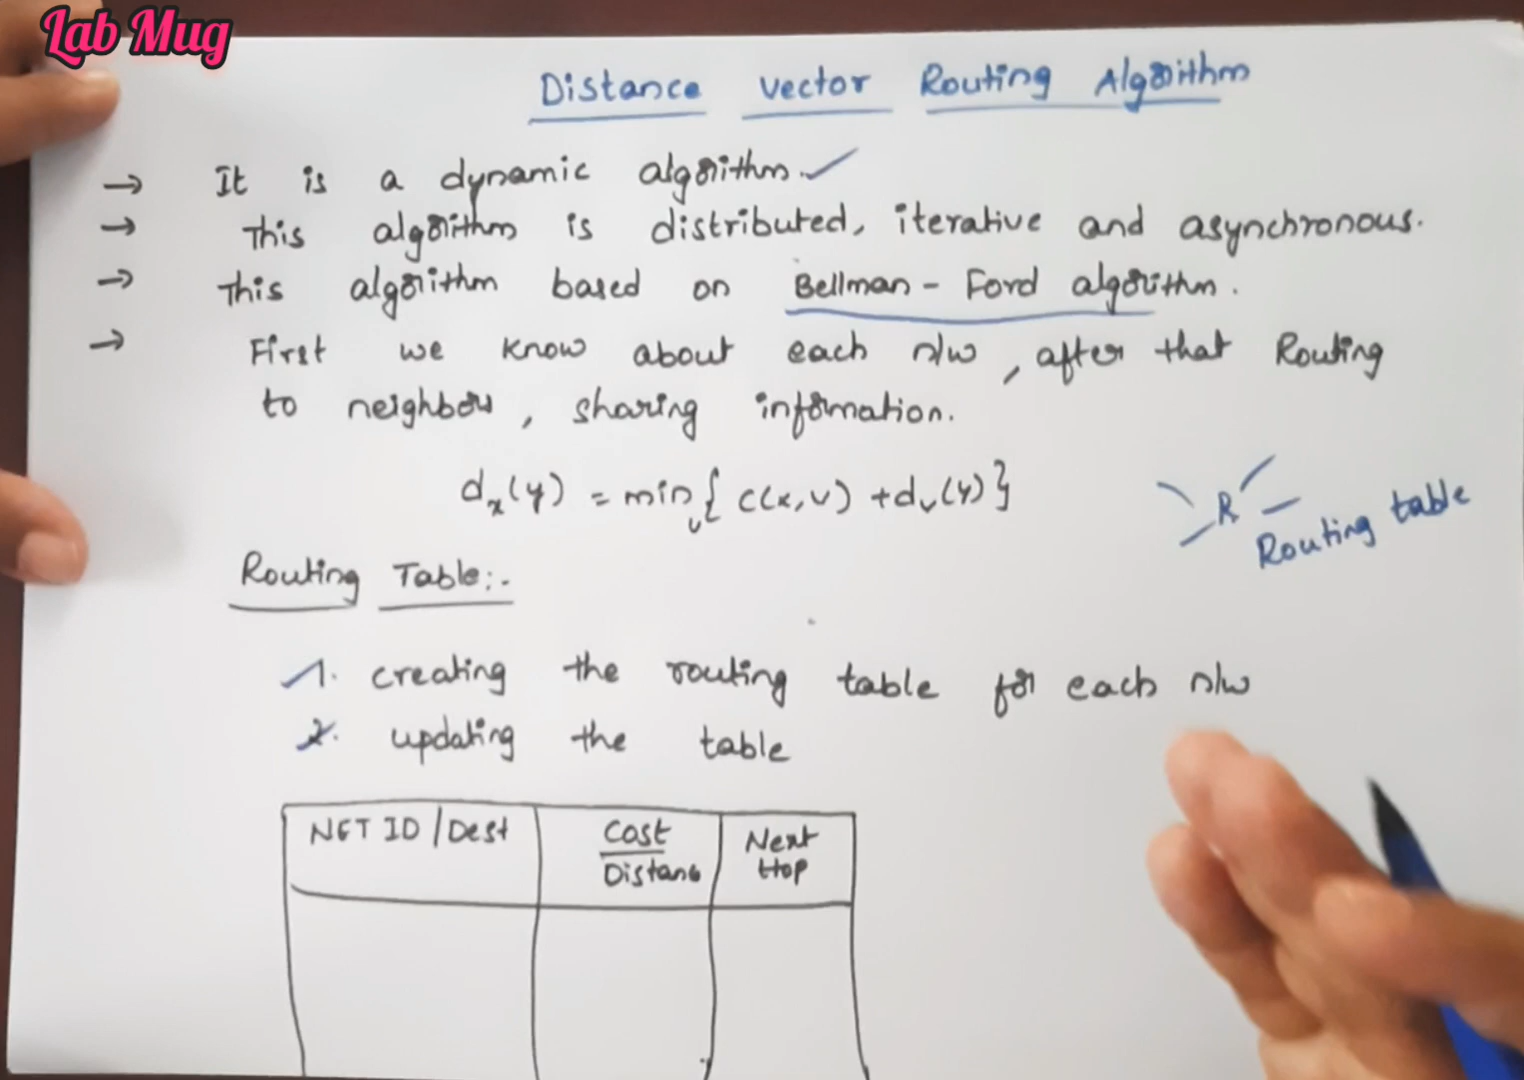 Lab Mug
Distance Vector Routing Algorithm
→ It is a dynamic algorithm.
→ This algorithm is distributed, iterative and asynchronous.
→ This algorithm based on Bellman - Ford algorithm.
→ First we know about each n/w, after that Routing
to neighbors, sharing information.
dx(y) = minv{ c(x,v) + dv(y)}
R
Routing table
Routing Table:-
1. creating the routing table for each n/w
2. updating the table
NET ID / Dest Cost Next
Distanc Hop